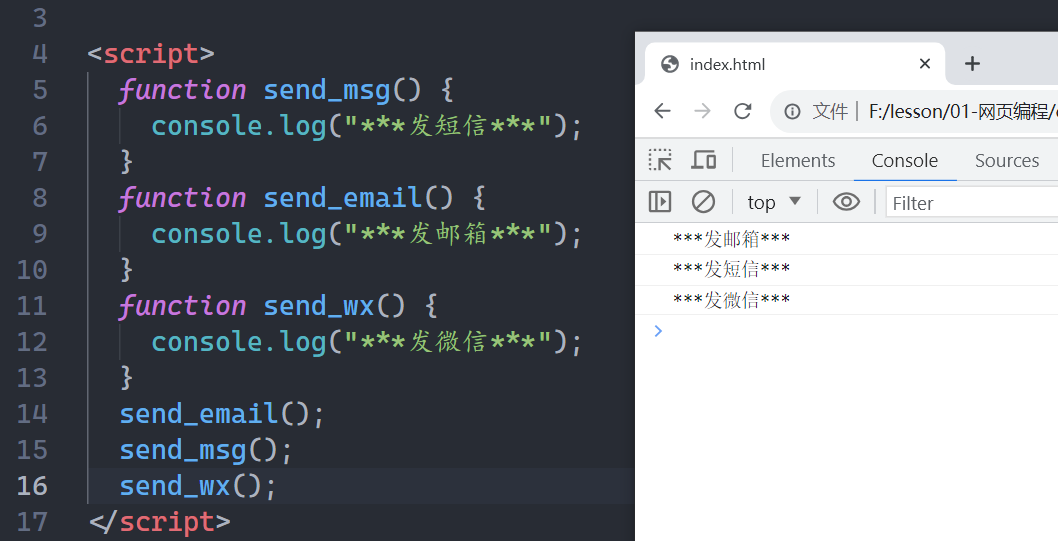 3
4 <script>
5 function send_msg() {
6 console.log("***发短信***");
7 }
8 function send_email() {
9 console.log("***发邮箱***");
10 }
11 function send_wx() {
12 console.log("***发微信***");
13 }
14 send_email();
15 send_msg();
16 send_wx();
17 </script>
index.html
文件 | F:/lesson/01-网页编程/
Elements Console Sources
top Filter
***发邮箱***
***发短信***
***发微信***